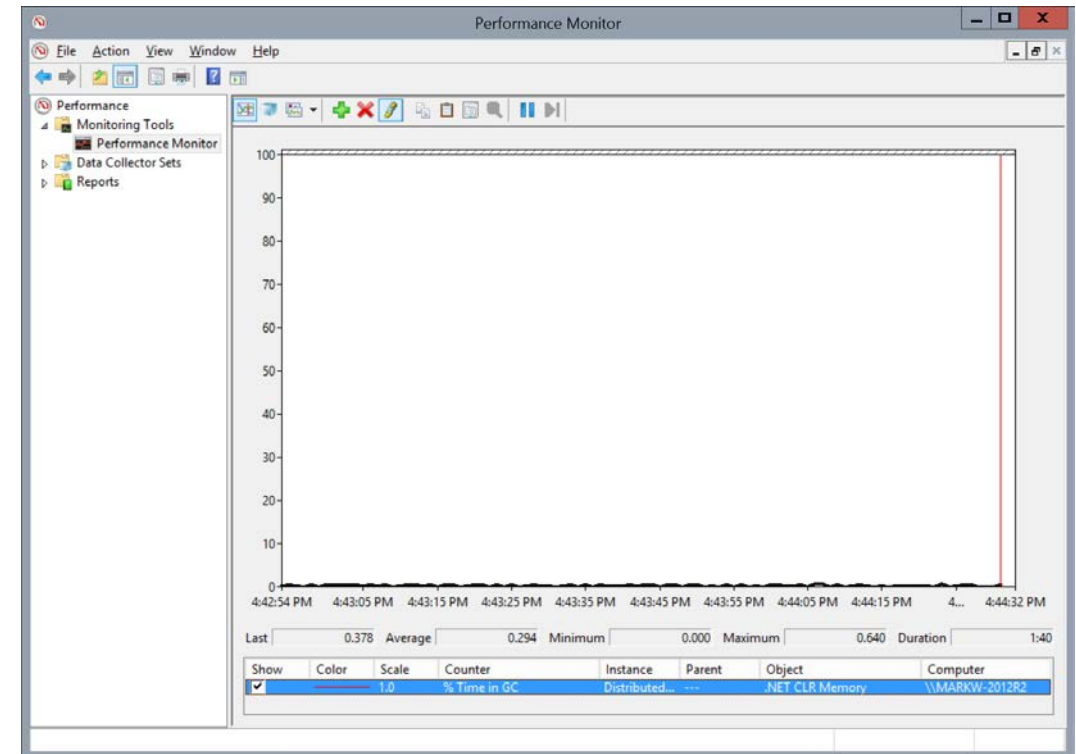 Performance Monitor
File Action View Window Help
Performance
Monitoring Tools
Performance Monitor
Data Collector Sets
Reports
100
90
80
70
60
50
40
30
20
10
0
4:42:54 PM 4:43:05 PM 4:43:15 PM 4:43:25 PM 4:43:35 PM 4:43:45 PM 4:43:55 PM 4:44:05 PM 4:44:15 PM 4... 4:44:32 PM
Last 0.378 Average 0.294 Minimum 0.000 Maximum 0.640 Duration 1:40
Show Color Scale Counter Instance Parent Object Computer
1.0 % Time in GC Distributed... --- .NET CLR Memory \\MARKW-2012R2